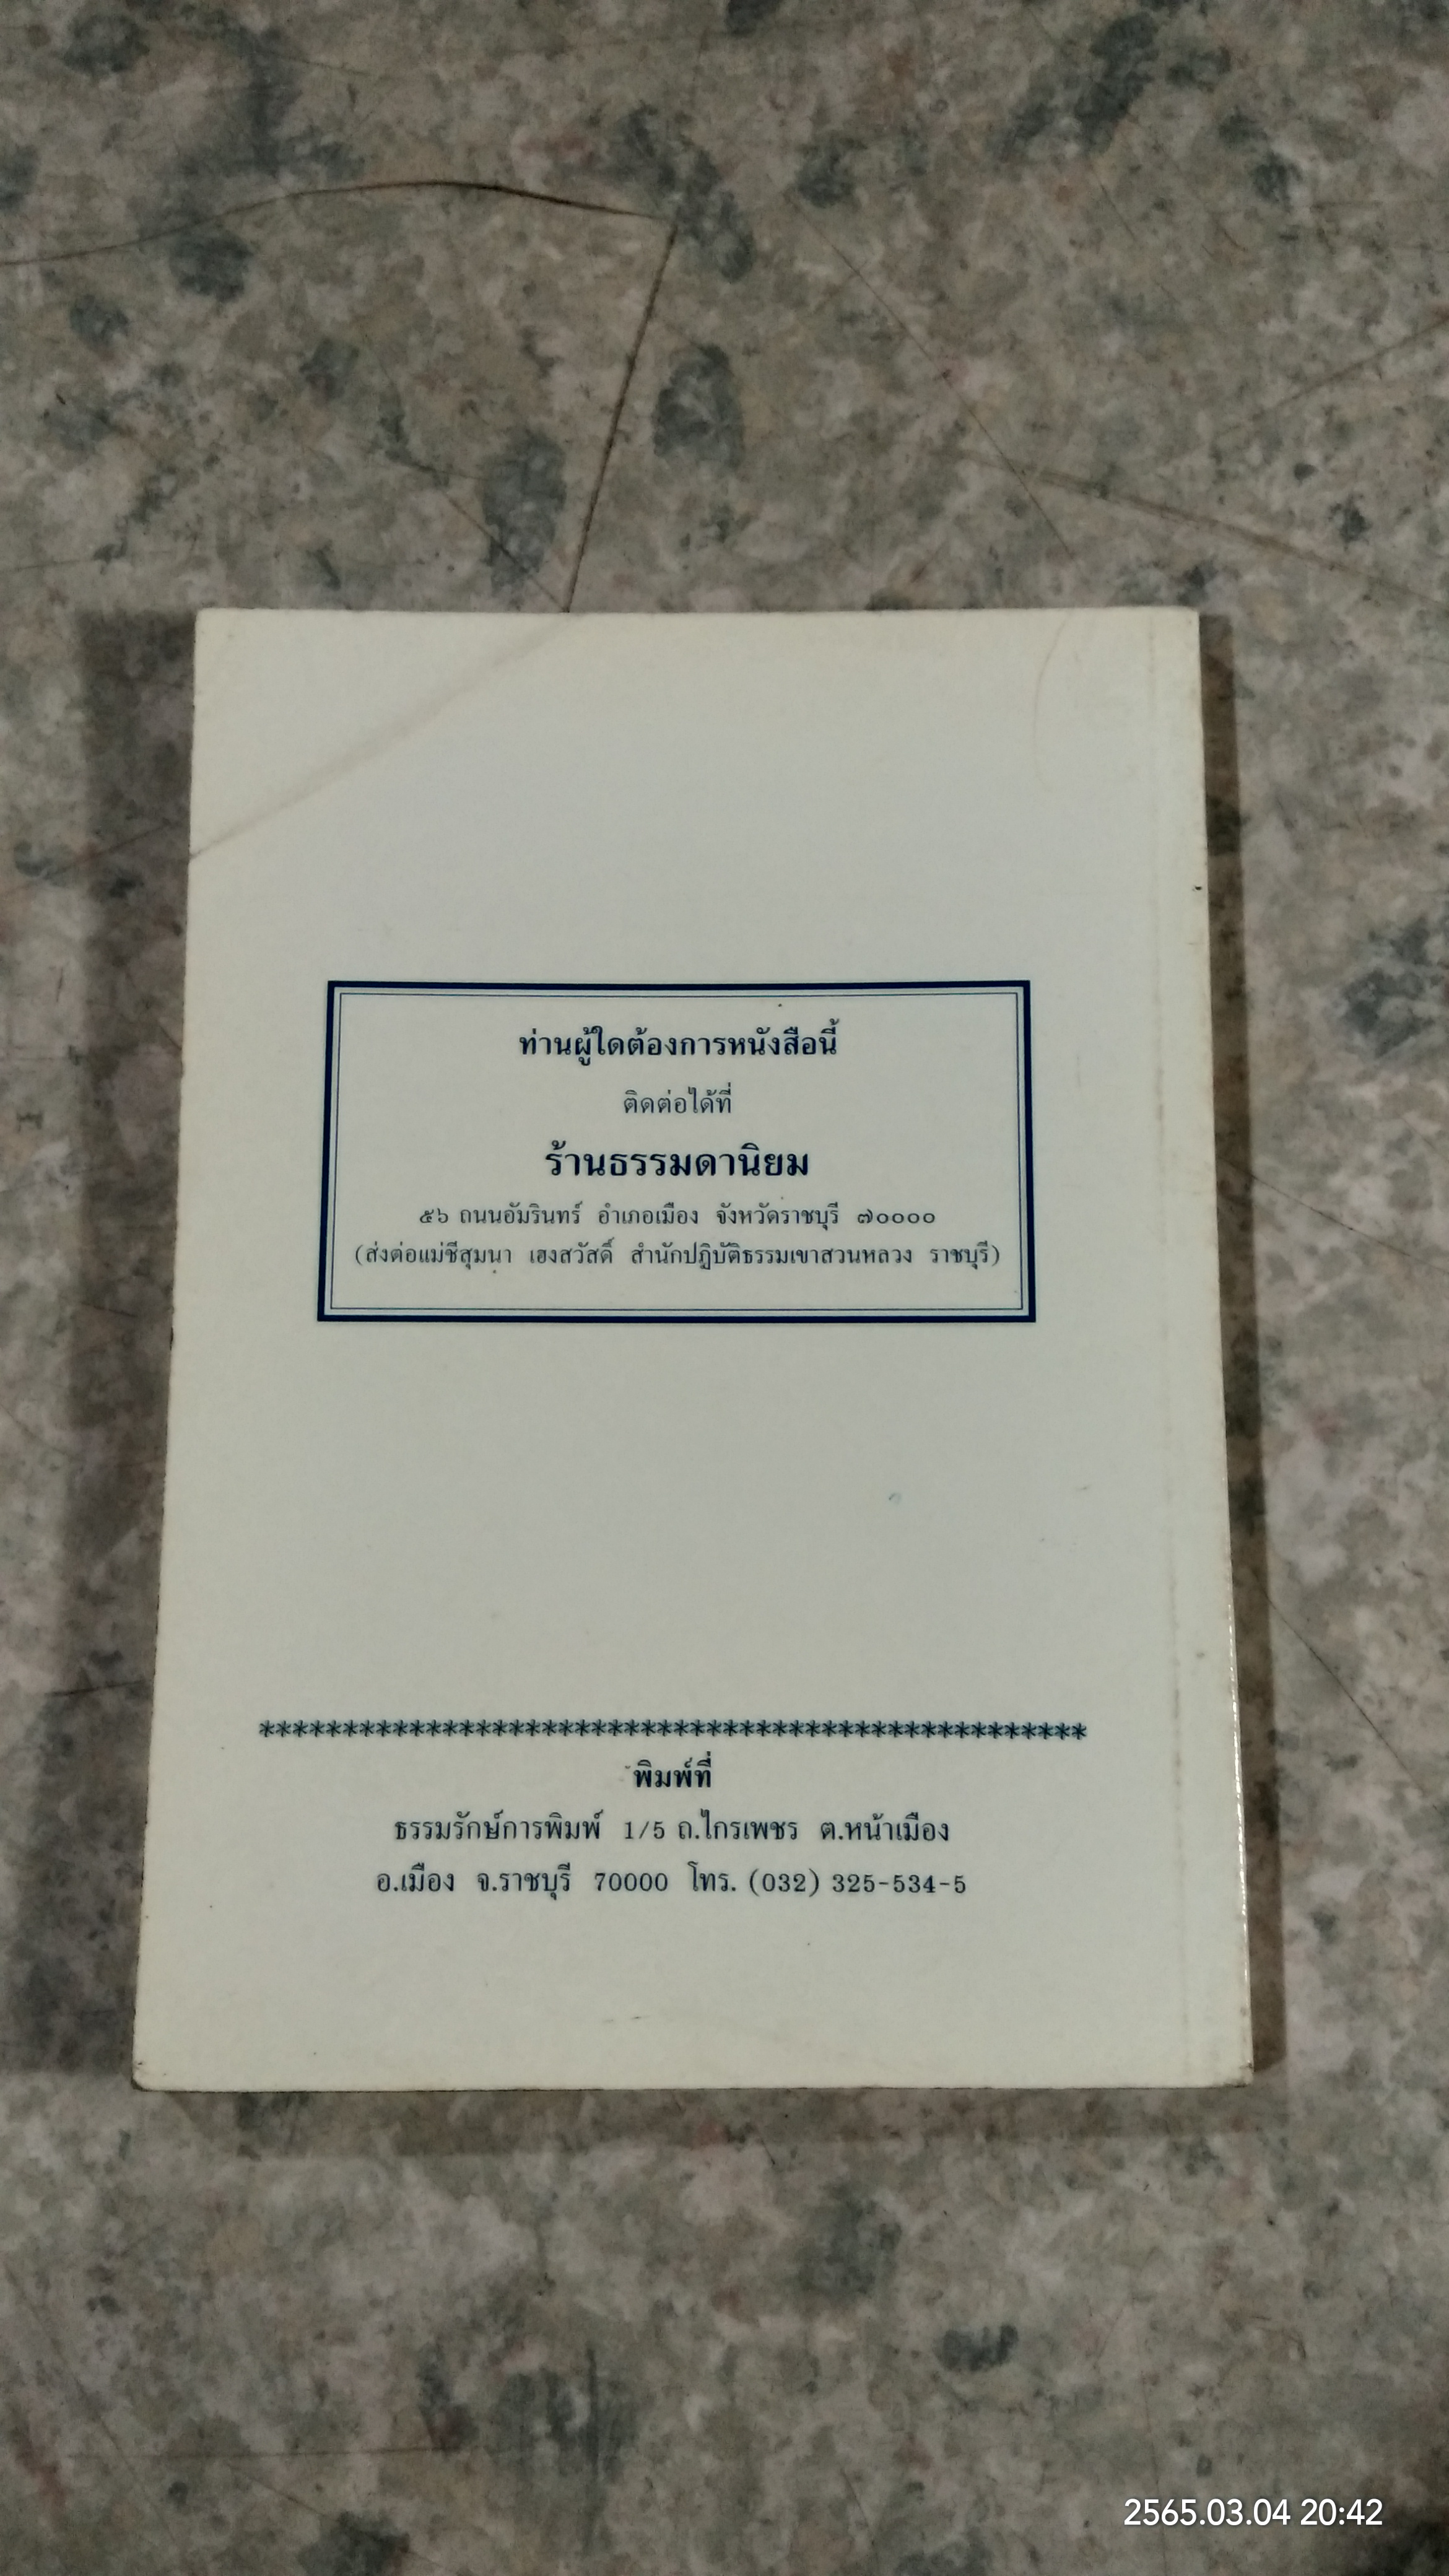 ท่านผู้ใดต้องการหนังสือนี้
ติดต่อได้ที่
ร้านธรรมดานิยม
๕๖ ถนนอัมรินทร์ อำเภอเมือง จังหวัดราชบุรี ๗๐๐๐๐
(ส่งต่อแม่ชีสุมนา เฮงสวัสดิ์ สำนักปฏิบัติธรรมเขาสวนหลวง ราชบุรี)
**************************************************
พิมพ์ที่
ธรรมรักษ์การพิมพ์ 1/5 ถ.ไกรเพชร ต.หน้าเมือง
อ.เมือง จ.ราชบุรี 70000 โทร. (032) 325-534-5
2565.03.04 20:42